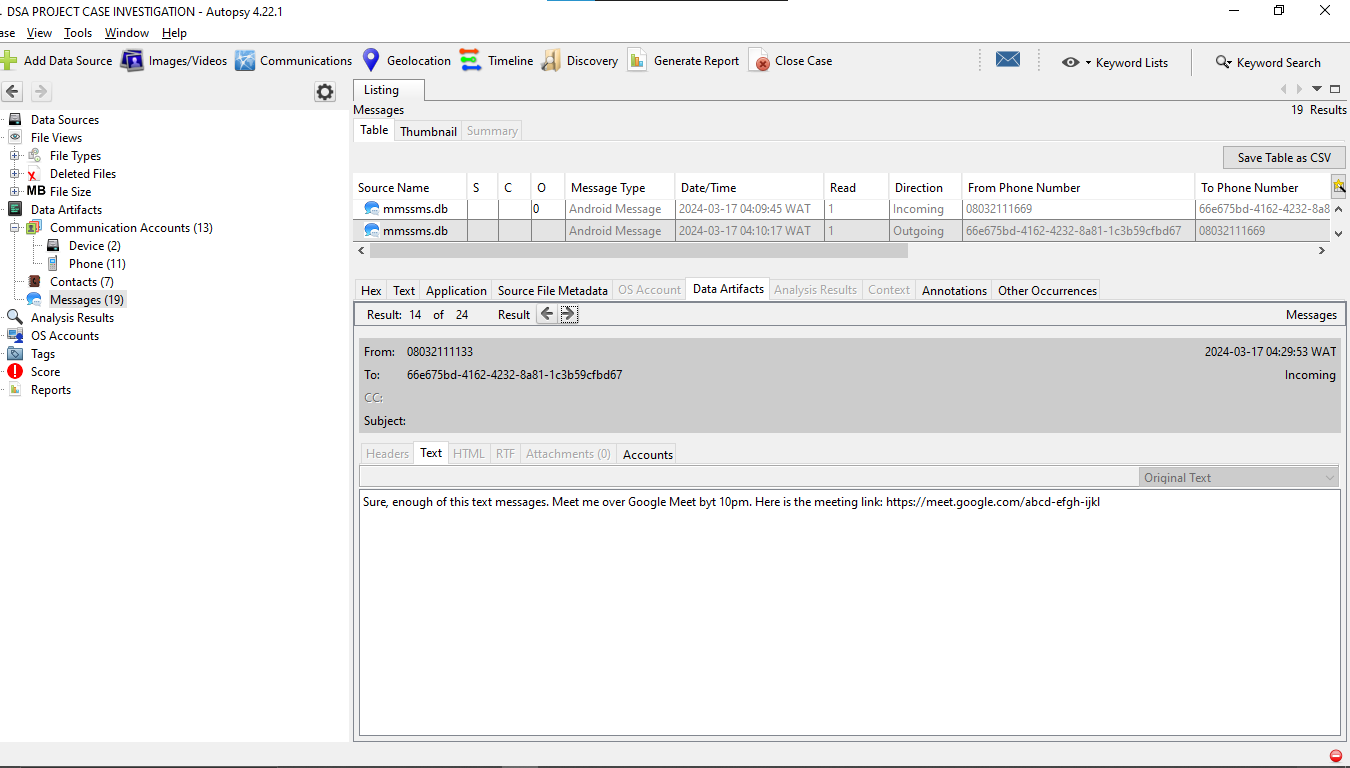 DSA PROJECT CASE INVESTIGATION - Autopsy 4.22.1
ase View Tools Window Help
Add Data Source Images/Videos Communications Geolocation Timeline Discovery Generate Report Close Case Keyword Lists Keyword Search
Listing
Messages 19 Results
Table Thumbnail Summary
Save Table as CSV
Source Name S C O Message Type Date/Time Read Direction From Phone Number To Phone Number
mmssms.db 0 Android Message 2024-03-17 04:09:45 WAT 1 Incoming 08032111669 66e675bd-4162-4232-8a8
mmssms.db Android Message 2024-03-17 04:10:17 WAT 1 Outgoing 66e675bd-4162-4232-8a81-1c3b59cfbd67 08032111669
Data Sources
File Views
File Types
Deleted Files
MB File Size
Data Artifacts
Communication Accounts (13)
Device (2)
Phone (11)
Contacts (7)
Messages (19)
Analysis Results
OS Accounts
Tags
Score
Reports
Hex Text Application Source File Metadata OS Account Data Artifacts Analysis Results Context Annotations Other Occurrences
Result: 14 of 24 Result Messages
From: 08032111133 2024-03-17 04:29:53 WAT
To: 66e675bd-4162-4232-8a81-1c3b59cfbd67 Incoming
CC:
Subject:
Headers Text HTML RTF Attachments (0) Accounts
Original Text
Sure, enough of this text messages. Meet me over Google Meet byt 10pm. Here is the meeting link: https://meet.google.com/abcd-efgh-ijkl